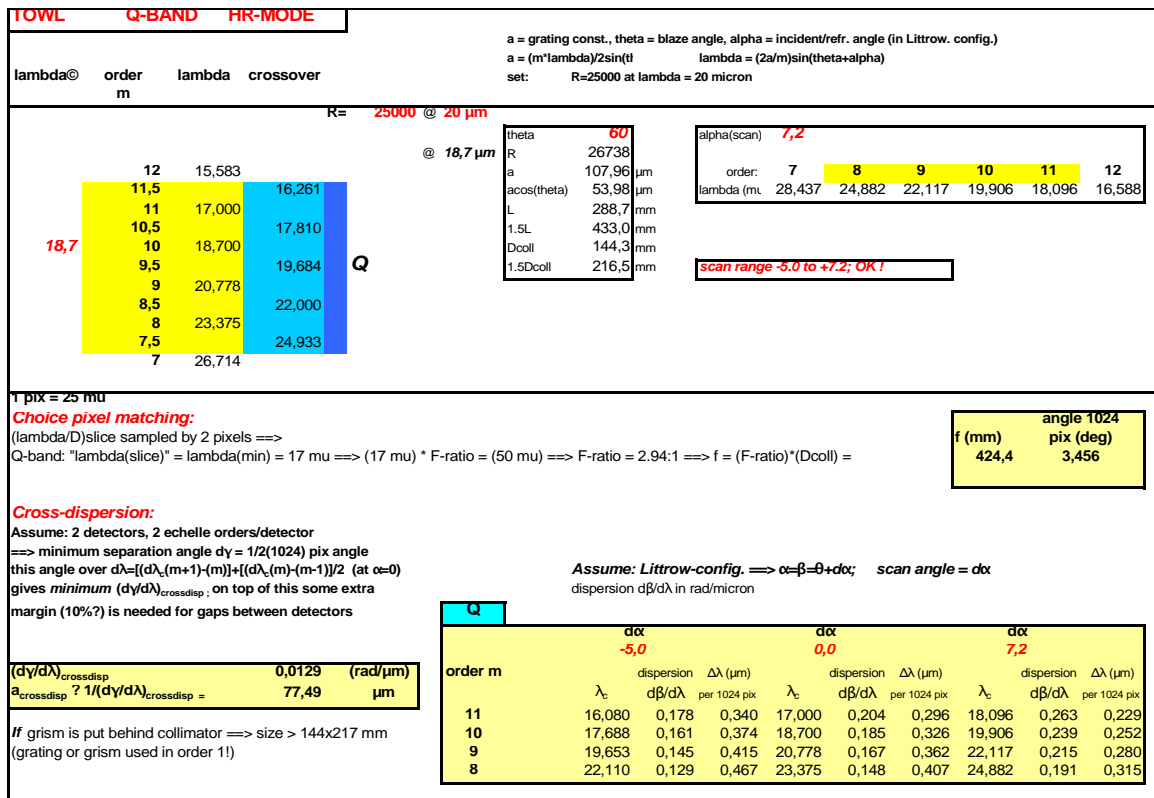 TOWL Q-BAND HR-MODE
a = grating const., theta = blaze angle, alpha = incident/refr. angle (in Littrow. config.)
a = (m*lambda)/2sin(tl lambda = (2a/m)sin(theta+alpha)
set: R=25000 at lambda = 20 micron
lambda© order lambda crossover
m
R= 25000 @ 20 µm
@ 18,7 µm
theta 60
R 26738
a 107,96 µm
acos(theta) 53,98 µm
L 288,7 mm
1.5L 433,0 mm
Dcoll 144,3 mm
1.5Dcoll 216,5 mm
alpha(scan) 7,2
order: 7 8 9 10 11 12
lambda (mu 28,437 24,882 22,117 19,906 18,096 16,588
scan range -5.0 to +7.2; OK !
12 15,583
11,5 16,261
11 17,000
10,5 17,810
18,7 10 18,700
9,5 19,684 Q
9 20,778
8,5 22,000
8 23,375
7,5 24,933
7 26,714
1 pix = 25 mu
Choice pixel matching:
(lambda/D)slice sampled by 2 pixels ==>
Q-band: "lambda(slice)" = lambda(min) = 17 mu ==> (17 mu) * F-ratio = (50 mu) ==> F-ratio = 2.94:1 ==> f = (F-ratio)*(Dcoll) =
angle 1024
f (mm) pix (deg)
424,4 3,456
Cross-dispersion:
Assume: 2 detectors, 2 echelle orders/detector
==> minimum separation angle dγ = 1/2(1024) pix angle
this angle over dλ=[(dλc(m+1)-(m)]+[(dλc(m)-(m-1)]/2 (at α=0)
gives minimum (dγ/dλ)crossdisp ; on top of this some extra
margin (10%?) is needed for gaps between detectors
Assume: Littrow-config. ==> α=β=θ+dα; scan angle = dα
dispersion dβ/dλ in rad/micron
(dγ/dλ)crossdisp 0,0129 (rad/µm)
acrossdisp ? 1/(dγ/dλ)crossdisp = 77,49 µm
If grism is put behind collimator ==> size > 144x217 mm
(grating or grism used in order 1!)
Q
dα dα dα
-5,0 0,0 7,2
order m dispersion Δλ (µm) dispersion Δλ (µm) dispersion Δλ (µm)
λc dβ/dλ per 1024 pix λc dβ/dλ per 1024 pix λc dβ/dλ per 1024 pix
11 16,080 0,178 0,340 17,000 0,204 0,296 18,096 0,263 0,229
10 17,688 0,161 0,374 18,700 0,185 0,326 19,906 0,239 0,252
9 19,653 0,145 0,415 20,778 0,167 0,362 22,117 0,215 0,280
8 22,110 0,129 0,467 23,375 0,148 0,407 24,882 0,191 0,315